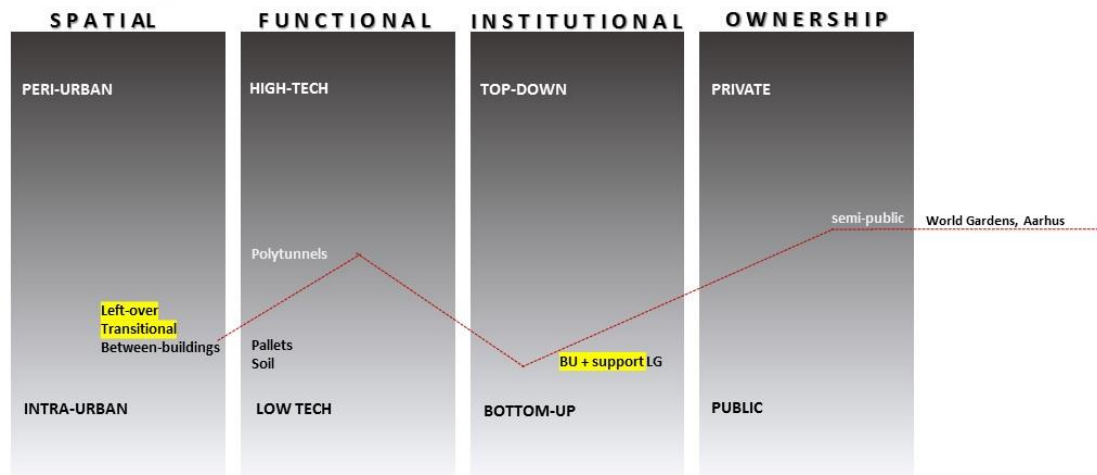 SPATIAL
FUNCTIONAL
INSTITUTIONAL
OWNERSHIP
PERI-URBAN
HIGH-TECH
TOP-DOWN
PRIVATE
semi-public
World Gardens, Aarhus
Polytunnels
Left-over
Transitional
Between-buildings
Pallets
Soil
BU + support LG
INTRA-URBAN
LOW TECH
BOTTOM-UP
PUBLIC